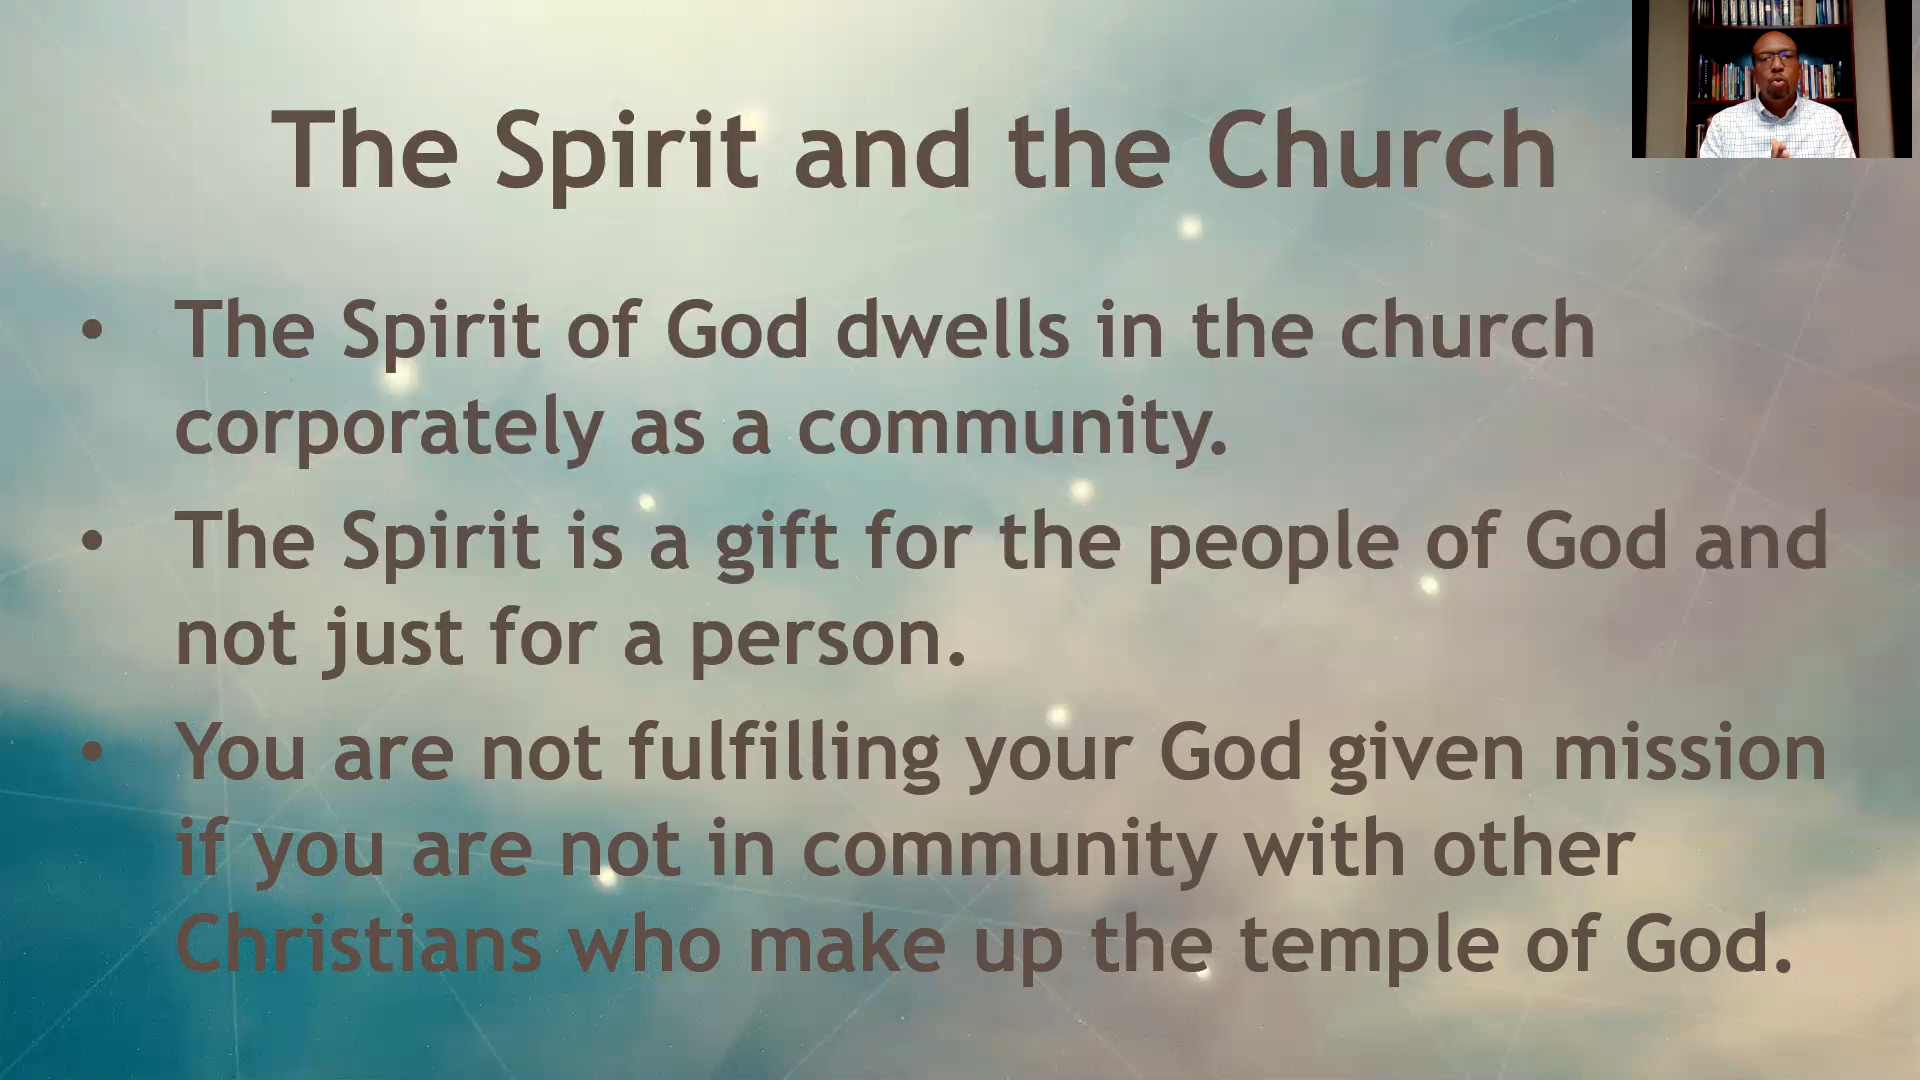 The Spirit and the Church
• The Spirit of God dwells in the church
corporately as a community.
• The Spirit is a gift for the people of God and
not just for a person.
• You are not fulfilling your God given mission
if you are not in community with other
Christians who make up the temple of God.